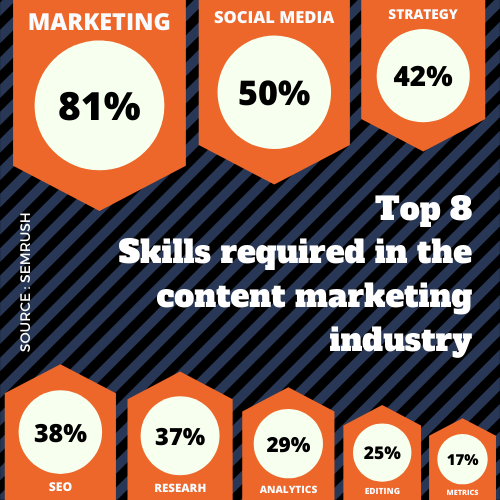 MARKETING
81%
SOCIAL MEDIA
50%
STRATEGY
42%
Top 8
Skills required in the
content marketing
industry
SOURCE : SEMRUSH
38%
SEO
37%
RESEARH
29%
ANALYTICS
25%
EDITING
17%
METRICS